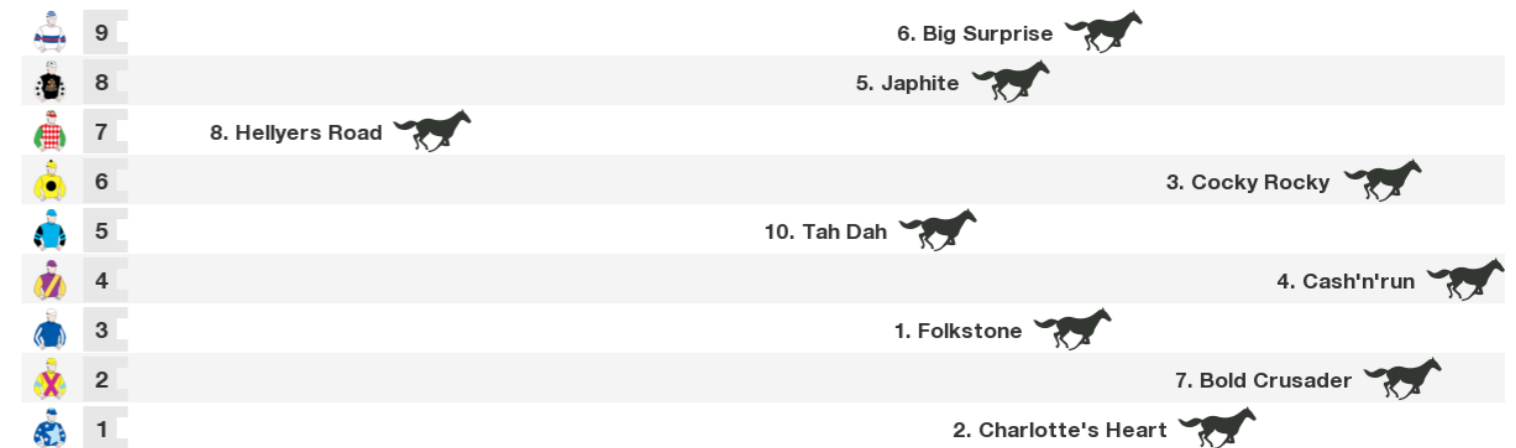 9 6. Big Surprise
8 5. Japhite
7 8. Hellyers Road
6 3. Cocky Rocky
5 10. Tah Dah
4 4. Cash'n'run
3 1. Folkstone
2 7. Bold Crusader
1 2. Charlotte's Heart